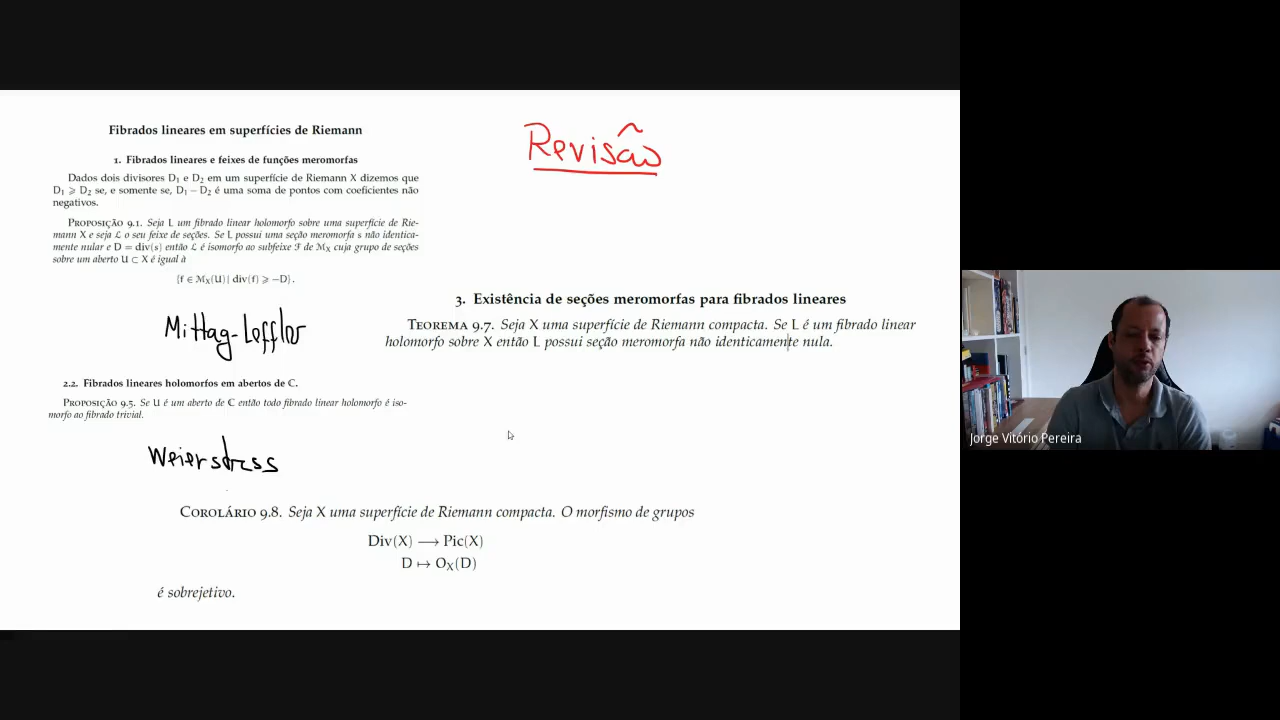 Fibrados lineares em superfícies de Riemann
Revisão
1. Fibrados lineares e feixes de funções meromorfas
Dados dois divisores D₁ e D₂ em um superfície de Riemann X dizemos que
D₁ ⩾ D₂ se, e somente se, D₁ − D₂ é uma soma de pontos com coeficientes não
negativos.
Proposição 9.1. Seja L um fibrado linear holomorfo sobre uma superfície de Rie-
mann X e seja ℒ o seu feixe de seções. Se L possui uma seção meromorfa s não identica-
mente nular e D = div(s) então ℒ é isomorfo ao subfeixe ℱ de M_X cuja grupo de seções
sobre um aberto U ⊂ X é igual à
{f ∈ M_X(U) | div(f) ⩾ −D}.
Mittag-Leffler
3. Existência de seções meromorfas para fibrados lineares
Teorema 9.7. Seja X uma superfície de Riemann compacta. Se L é um fibrado linear
holomorfo sobre X então L possui seção meromorfa não identicamente nula.
2.2. Fibrados lineares holomorfos em abertos de ℂ.
Proposição 9.5. Se U é um aberto de ℂ então todo fibrado linear holomorfo é iso-
morfo ao fibrado trivial.
Weierstrass
Corolário 9.8. Seja X uma superfície de Riemann compacta. O morfismo de grupos
Div(X) ⟶ Pic(X)
D ↦ O_X(D)
é sobrejetivo.
Jorge Vitório Pereira